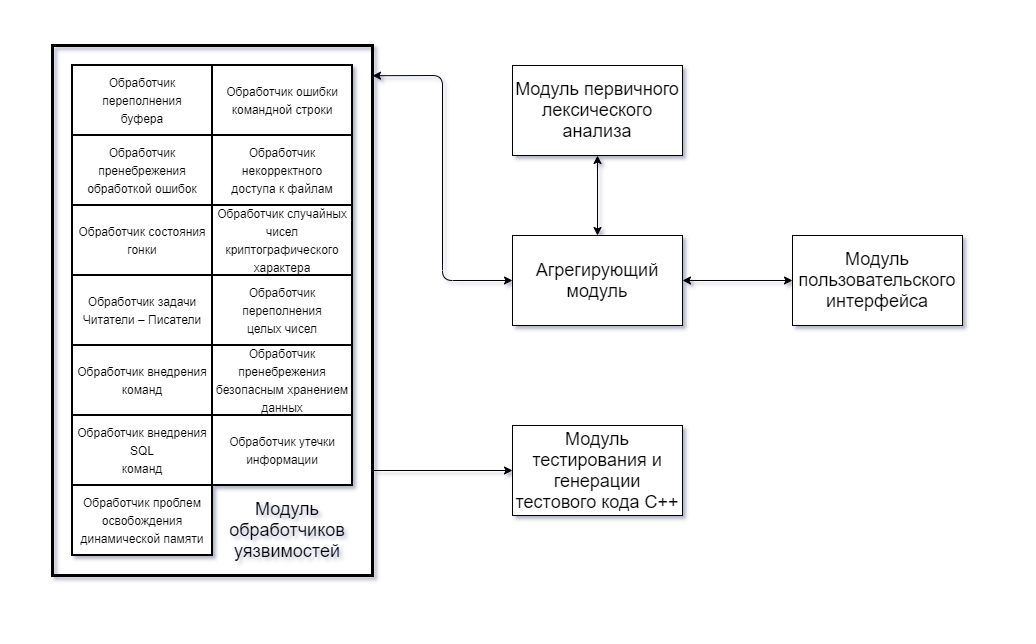 Обработчик
переполнения
буфера
Обработчик ошибки
командной строки
Обработчик
пренебрежения
обработкой ошибок
Обработчик
некорректного
доступа к файлам
Обработчик состояния
гонки
Обработчик случайных
чисел
криптографического
характера
Обработчик задачи
Читатели – Писатели
Обработчик
переполнения
целых чисел
Обработчик внедрения
команд
Обработчик
пренебрежения
безопасным хранением
данных
Обработчик внедрения
SQL
команд
Обработчик утечки
информации
Обработчик проблем
освобождения
динамической памяти
Модуль
обработчиков
уязвимостей
Модуль первичного
лексического
анализа
Агрегирующий
модуль
Модуль
пользовательского
интерфейса
Модуль
тестирования и
генерации
тестового кода С++